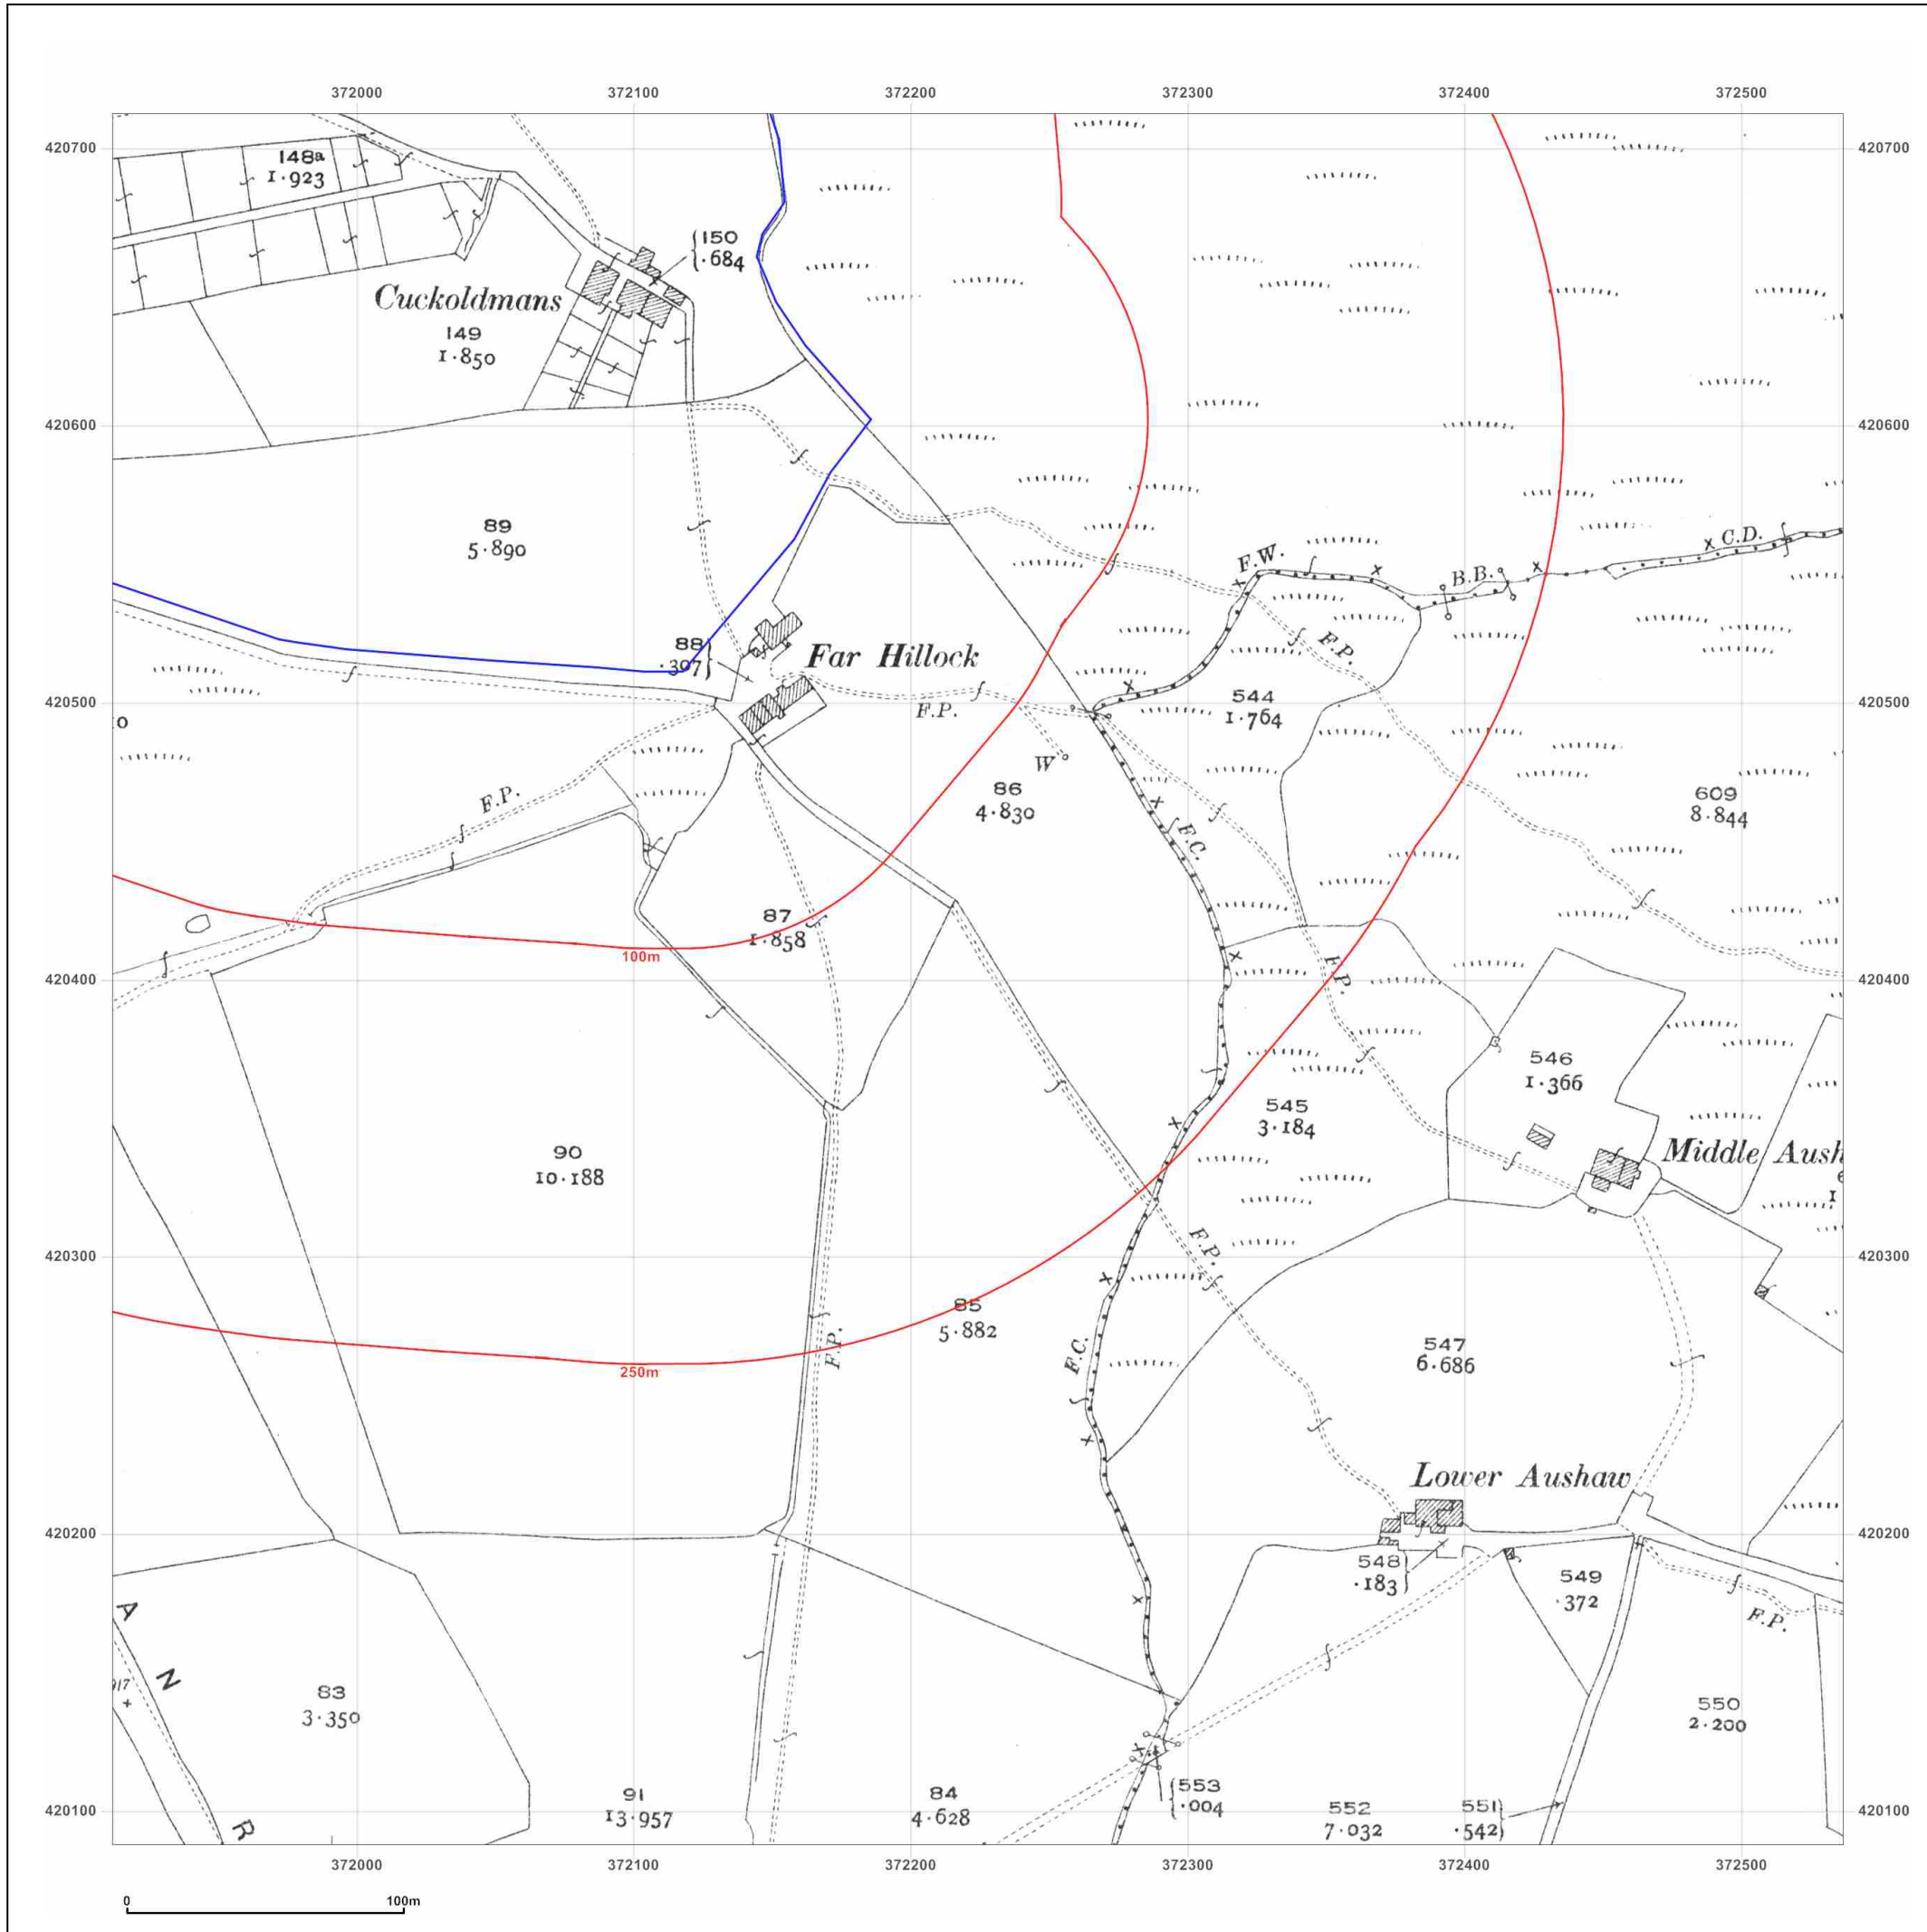 372000 372100 372200 372300 372400 372500
420700 420700
148a
1·923
150
·684
Cuckoldmans
149
1·850
420600 420600
89
5·890
C.D.
F.W.
B.B.
88
·397
Far Hillock
F.P.
544
1·764
420500 420500
0
F.P.
W
86
4·830
609
8·844
F.P.
F.C.
87
1·858
100m
F.P.
420400 420400
546
1·366
545
3·184
90
10·188
Middle Aush
6
1
F.P.
420300 420300
85
5·882
F.P.
547
6·686
250m
F.C.
Lower Aushaw
420200 420200
548
·183
549
·372
F.P.
A
N
R
917
83
3·350
550
2·200
91
13·957
84
4·628
553
·004
552
7·032
551
·542
420100 420100
372000 372100 372200 372300 372400 372500
0 100m